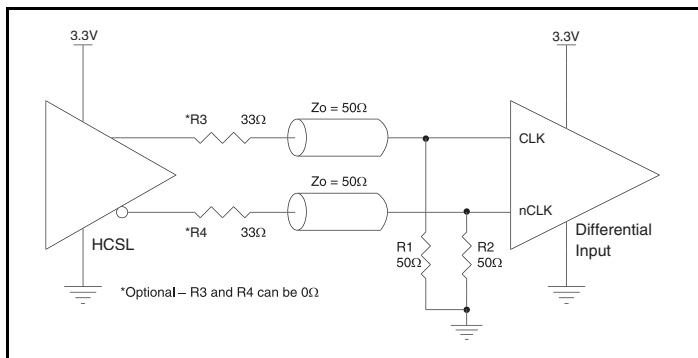 3.3V
3.3V
*R3
33Ω
Zo = 50Ω
CLK
Zo = 50Ω
nCLK
HCSL
*R4
33Ω
R1
50Ω
R2
50Ω
Differential
Input
*Optional – R3 and R4 can be 0Ω